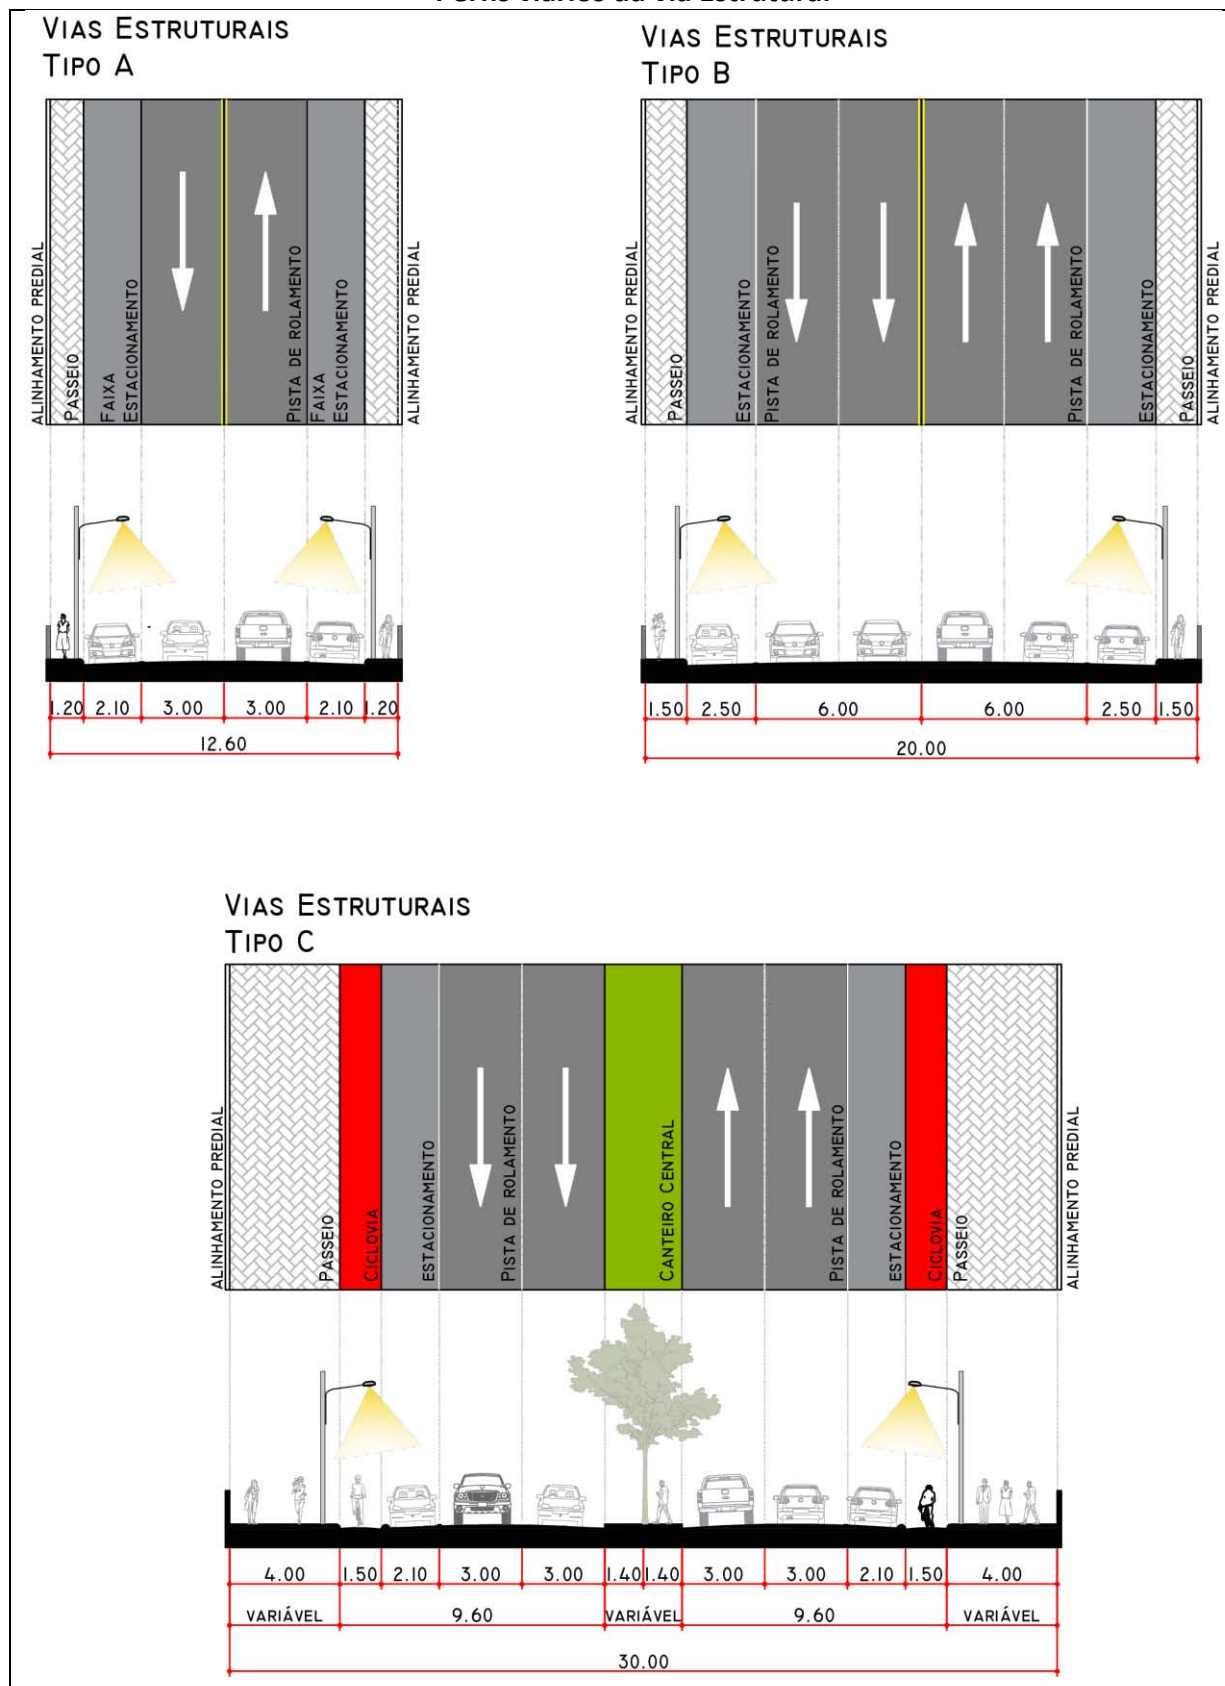 VIAS ESTRUTURAIS
TIPO A
ALINHAMENTO PREDIAL
PASSEIO
FAIXA
ESTACIONAMENTO
PISTA DE ROLAMENTO
FAIXA
ESTACIONAMENTO
ALINHAMENTO PREDIAL
1.20 2.10 3.00 3.00 2.10 1.20
12.60
VIAS ESTRUTURAIS
TIPO B
ALINHAMENTO PREDIAL
PASSEIO
ESTACIONAMENTO
PISTA DE ROLAMENTO
PISTA DE ROLAMENTO
ESTACIONAMENTO
PASSEIO
ALINHAMENTO PREDIAL
1.50 2.50 6.00 6.00 2.50 1.50
20.00
VIAS ESTRUTURAIS
TIPO C
ALINHAMENTO PREDIAL
PASSEIO
CICLOVIA
ESTACIONAMENTO
PISTA DE ROLAMENTO
CANTEIRO CENTRAL
PISTA DE ROLAMENTO
ESTACIONAMENTO
CICLOVIA
PASSEIO
ALINHAMENTO PREDIAL
4.00 1.50 2.10 3.00 3.00 1.40 1.40 3.00 3.00 2.10 1.50 4.00
VARIÁVEL 9.60 VARIÁVEL 9.60 VARIÁVEL
30.00